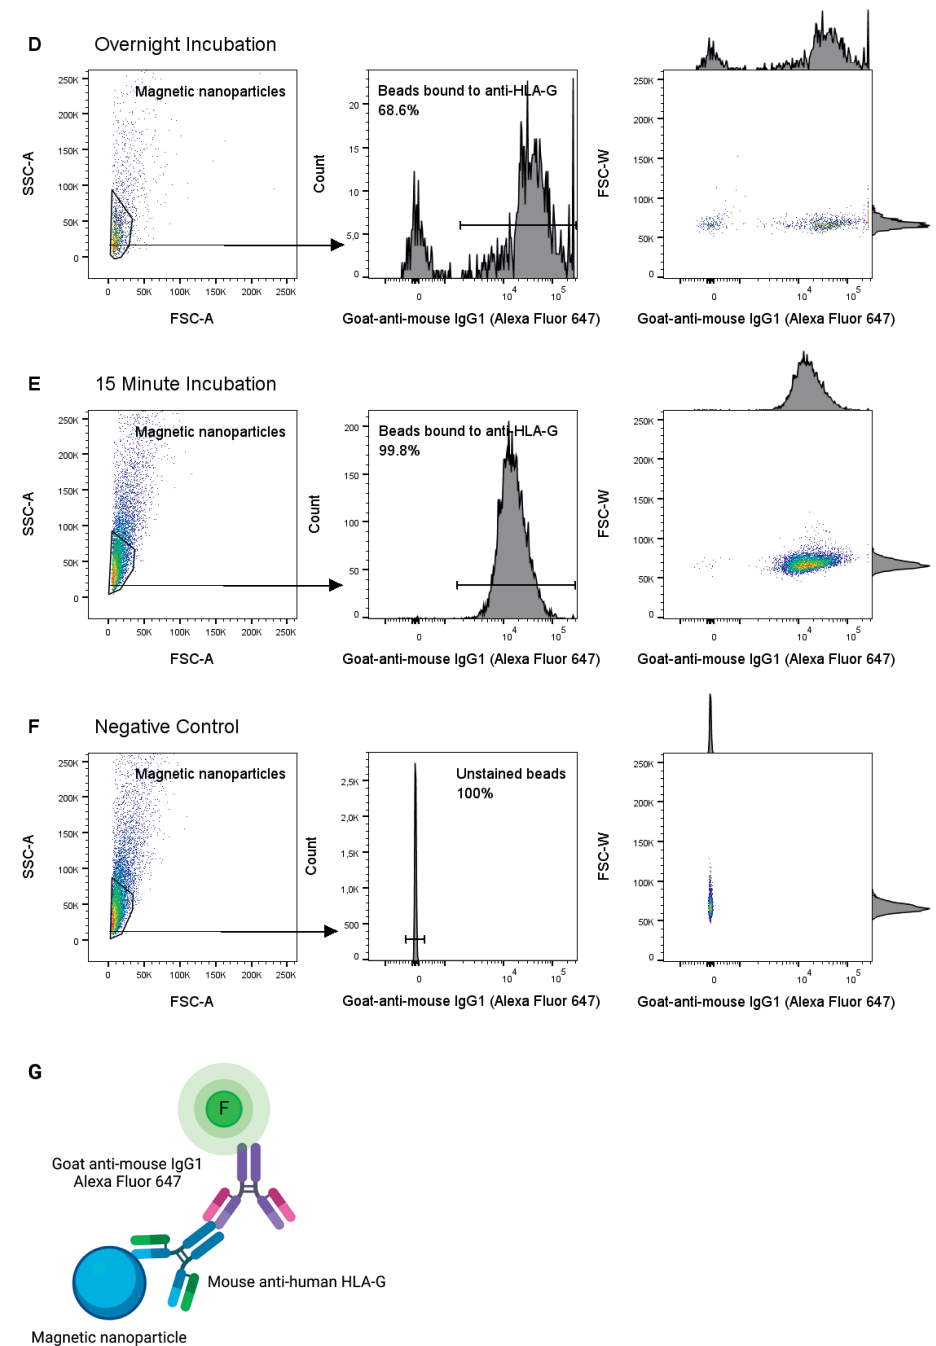 D Overnight Incubation
250K
200K
150K
100K
50K
0
SSC-A
Magnetic nanoparticles
0 50K 100K 150K 200K 250K
FSC-A
20
15
10
5,0
0
Count
Beads bound to anti-HLA-G
68.6%
0 10^4 10^5
Goat-anti-mouse IgG1 (Alexa Fluor 647)
250K
200K
150K
100K
50K
0
FSC-W
0 10^4 10^5
Goat-anti-mouse IgG1 (Alexa Fluor 647)
E 15 Minute Incubation
250K
200K
150K
100K
50K
0
SSC-A
Magnetic nanoparticles
0 50K 100K 150K 200K 250K
FSC-A
200
150
100
50
0
Count
Beads bound to anti-HLA-G
99.8%
0 10^4 10^5
Goat-anti-mouse IgG1 (Alexa Fluor 647)
250K
200K
150K
100K
50K
0
FSC-W
0 10^4 10^5
Goat-anti-mouse IgG1 (Alexa Fluor 647)
F Negative Control
250K
200K
150K
100K
50K
0
SSC-A
Magnetic nanoparticles
0 50K 100K 150K 200K 250K
FSC-A
2,5K
2,0K
1,5K
1,0K
500
0
Count
Unstained beads
100%
0 10^4 10^5
Goat-anti-mouse IgG1 (Alexa Fluor 647)
250K
200K
150K
100K
50K
0
FSC-W
0 10^4 10^5
Goat-anti-mouse IgG1 (Alexa Fluor 647)
G
F
Goat anti-mouse IgG1
Alexa Fluor 647
Mouse anti-human HLA-G
Magnetic nanoparticle